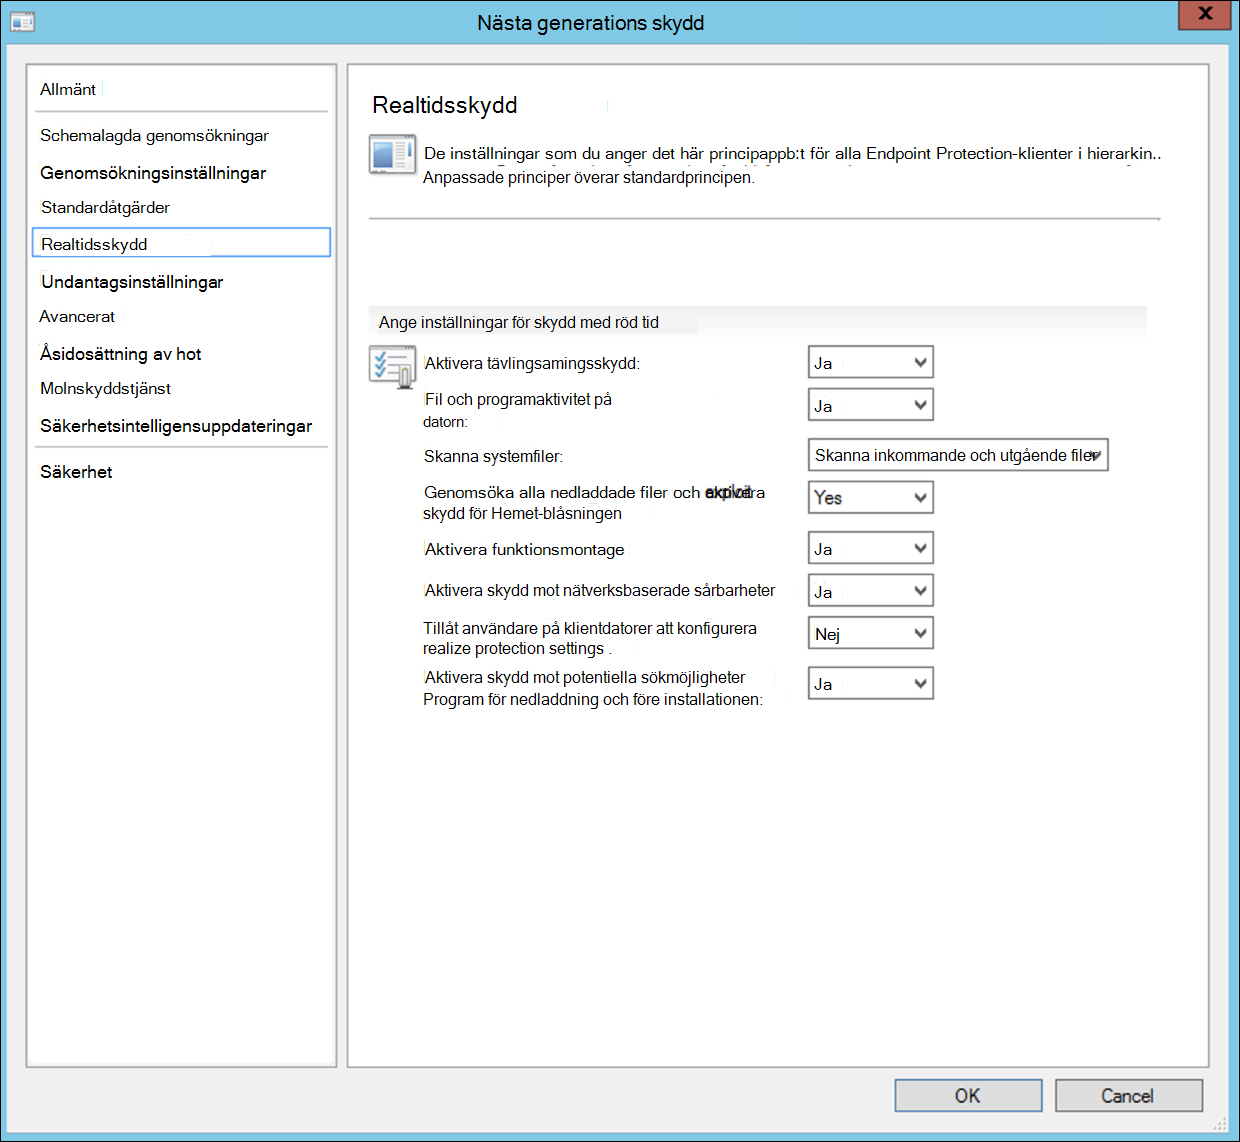 Nästa generations skydd
x
Allmänt
Schemalagda genomsökningar
Genomsökningsinställningar
Standardåtgärder
Realtidsskydd
Undantagsinställningar
Avancerat
Åsidosättning av hot
Molnskyddstjänst
Säkerhetsintelligensuppdateringar
Säkerhet
Realtidsskydd
De inställningar som du anger det här principappb:t för alla Endpoint Protection-klienter i hierarkin..
Anpassade principer överar standardprincipen.
Ange inställningar för skydd med röd tid
Aktivera tävlingsamingsskydd:
Ja
Fil och programaktivitet på
datorn:
Ja
Skanna systemfiler:
Skanna inkommande och utgående filer
Genomsöka alla nedladdade filer och
skydd för Hemet-blåsningen
Yes
Aktivera funktionsmontage
Ja
Aktivera skydd mot nätverksbaserade sårbarheter
Ja
Tillåt användare på klientdatorer att konfigurera
realize protection settings .
Nej
Aktivera skydd mot potentiella sökmöjligheter
Program för nedladdning och före installationen:
Ja
OK
Cancel